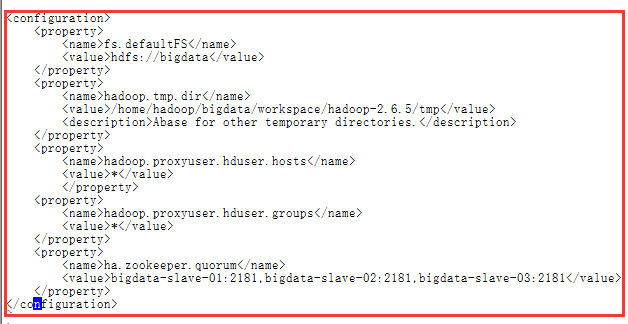 <configuration>
    <property>
        <name>fs.defaultFS</name>
        <value>hdfs://bigdata</value>
    </property>
    <property>
        <name>hadoop.tmp.dir</name>
        <value>/home/hadoop/bigdata/workspace/hadoop-2.6.5/tmp</value>
        <description>Abase for other temporary directories.</description>
    </property>
    <property>
        <name>hadoop.proxyuser.hduser.hosts</name>
        <value>*</value>
        </property>
    <property>
        <name>hadoop.proxyuser.hduser.groups</name>
        <value>*</value>
    </property>
    <property>
        <name>ha.zookeeper.quorum</name>
        <value>bigdata-slave-01:2181,bigdata-slave-02:2181,bigdata-slave-03:2181</value>
    </property>
</configuration>